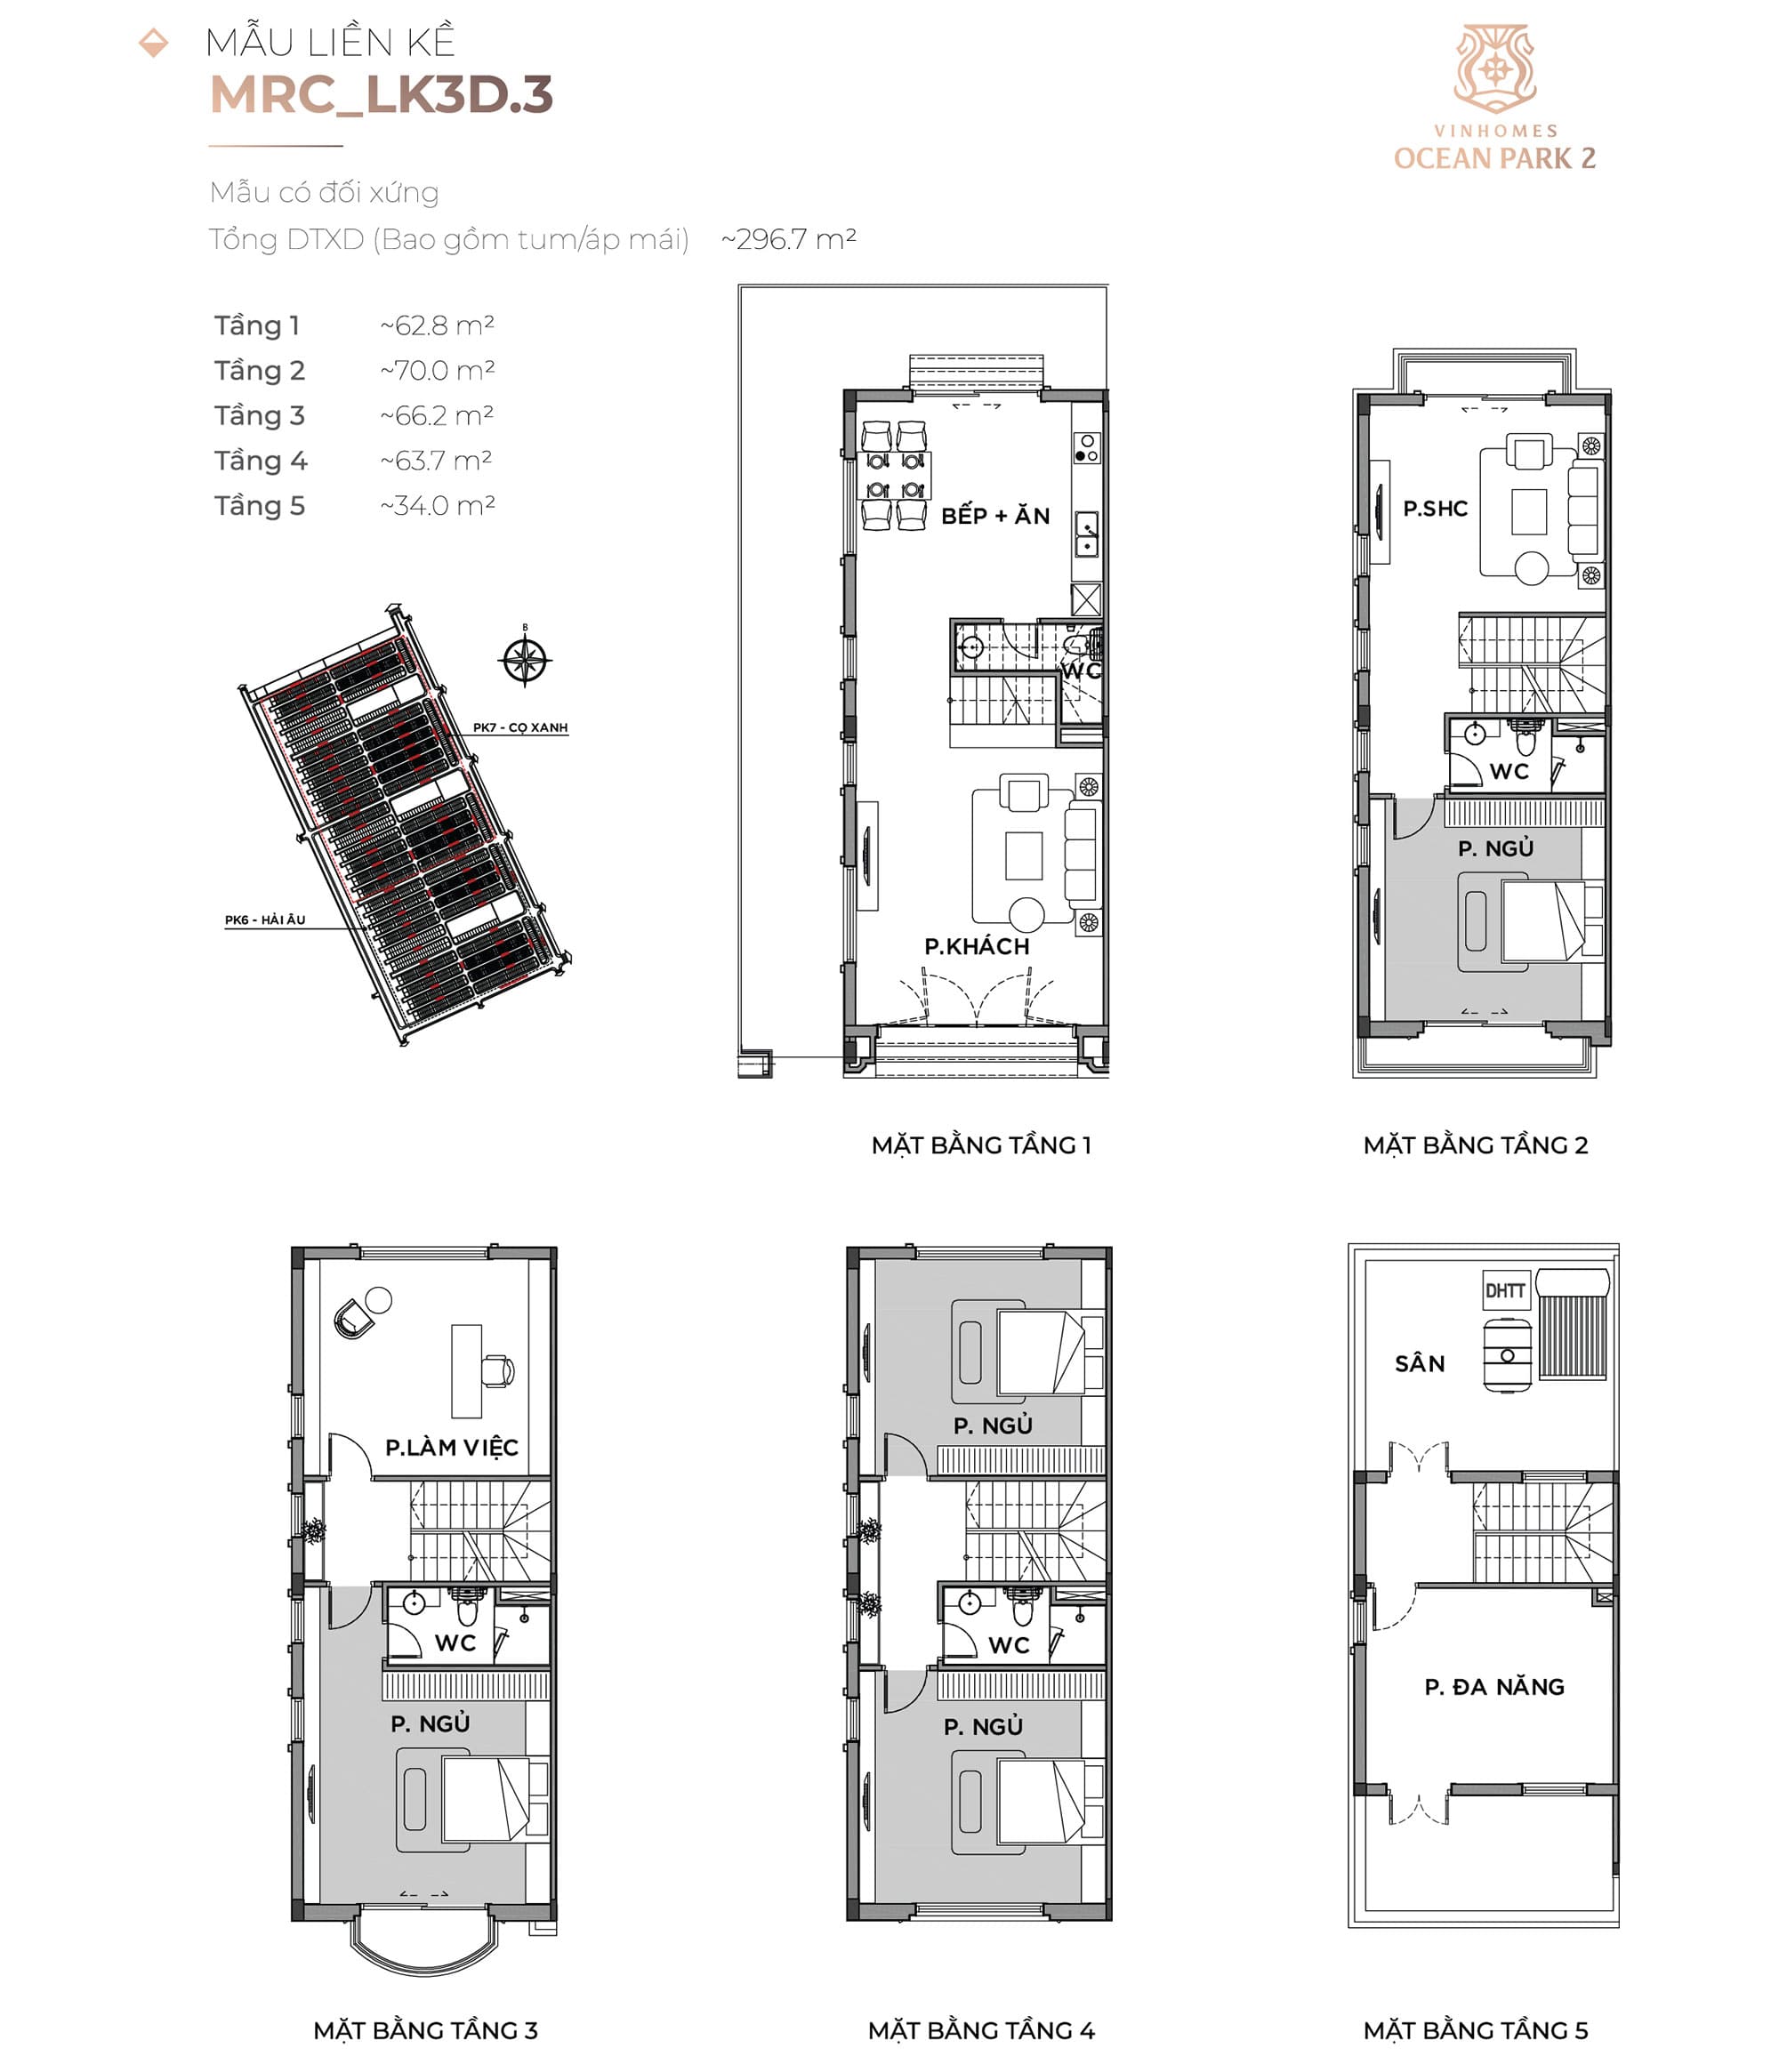 MẪU LIỀN KỀ
MRC_LK3D.3
VINHOMES
OCEAN PARK 2
Mẫu có đối xứng
Tổng DTXD (Bao gồm tum/áp mái) ~296.7 m²
Tầng 1 ~62.8 m²
Tầng 2 ~70.0 m²
Tầng 3 ~66.2 m²
Tầng 4 ~63.7 m²
Tầng 5 ~34.0 m²
B
PK7 - CỌ XANH
PK6 - HẢI ÂU
BẾP + ĂN
WC
P.KHÁCH
MẶT BẰNG TẦNG 1
P.SHC
WC
P. NGỦ
MẶT BẰNG TẦNG 2
P.LÀM VIỆC
WC
P. NGỦ
MẶT BẰNG TẦNG 3
P. NGỦ
WC
P. NGỦ
MẶT BẰNG TẦNG 4
DHTT
SÂN
P. ĐA NĂNG
MẶT BẰNG TẦNG 5